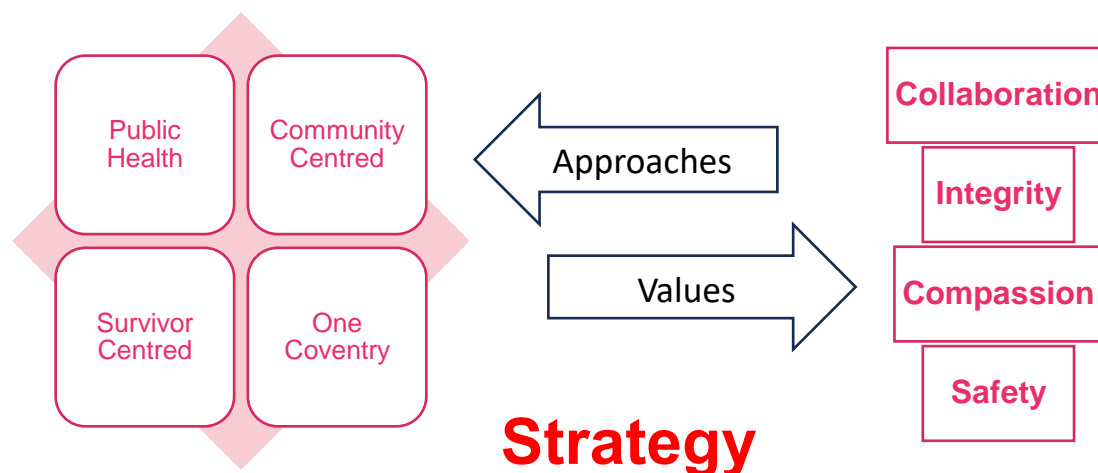 Public
Health
Community
Centred
Survivor
Centred
One
Coventry
Approaches
Values
Collaboration
Integrity
Compassion
Safety
Strategy